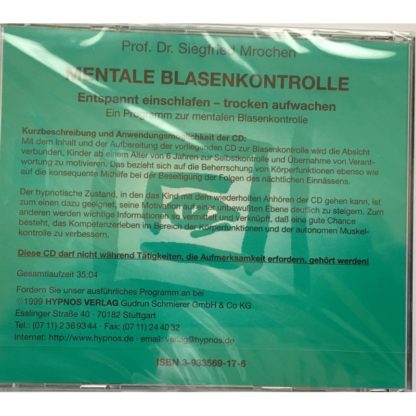 Prof. Dr. Siegfried Mrochen
MENTALE BLASENKONTROLLE
Entspannt einschlafen – trocken aufwachen
Ein Programm zur mentalen Blasenkontrolle
Kurzbeschreibung und Anwendungsmöglichkeit der CD:
Mit dem Inhalt und der Aufbereitung der vorliegenden CD zur Blasenkontrolle wird die Absicht
verbunden, Kinder ab einem Alter von 6 Jahren zur Selbstkontrolle und Übernahme von Verant-
wortung zu motivieren. Das bezieht sich auf die Beherrschung von Körperfunktionen ebenso wie
auf die konsequente Mithilfe bei der Beseitigung der Folgen des nächtlichen Einnässens.
Der hypnotische Zustand, in den das Kind mit dem wiederholten Anhören der CD gehen kann, ist
zum einen dazu geeignet, seine Motivation auf einer unbewußten Ebene deutlich zu steigern. Zum
anderen werden wichtige Informationen so vermittelt und verknüpft, daß eine gute Chance
besteht, das Kompetenzerleben im Bereich der Körperfunktionen und der autonomen Muskel-
kontrolle zu verbessern.
Diese CD darf nicht während Tätigkeiten, die Aufmerksamkeit erfordern, gehört werden!
Gesamtlaufzeit 35:04
Fordern Sie unser ausführliches Programm an bei
©1999 HYPNOS VERLAG Gudrun Schmierer GmbH & Co KG
Esslinger Straße 40 · 70182 Stuttgart
Tel.: (07 11) 2 36 93 44 · Fax: (07 11) 24 40 32
Internet: http://www.hypnos.de · email: verlag@hypnos.de
ISBN 3-933569-17-6